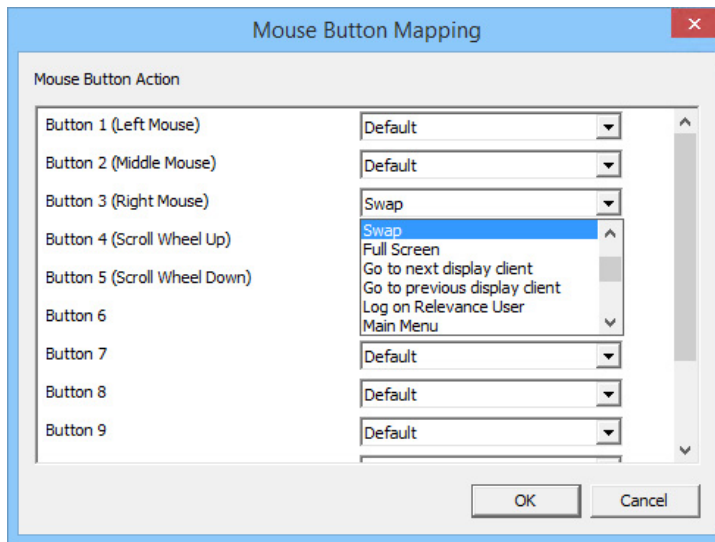 Mouse Button Mapping
Mouse Button Action
Button 1 (Left Mouse) Default
Button 2 (Middle Mouse) Default
Button 3 (Right Mouse) Swap
Button 4 (Scroll Wheel Up)
Button 5 (Scroll Wheel Down)
Button 6
Swap
Full Screen
Go to next display client
Go to previous display client
Log on Relevance User
Main Menu
Button 7 Default
Button 8 Default
Button 9 Default
OK Cancel